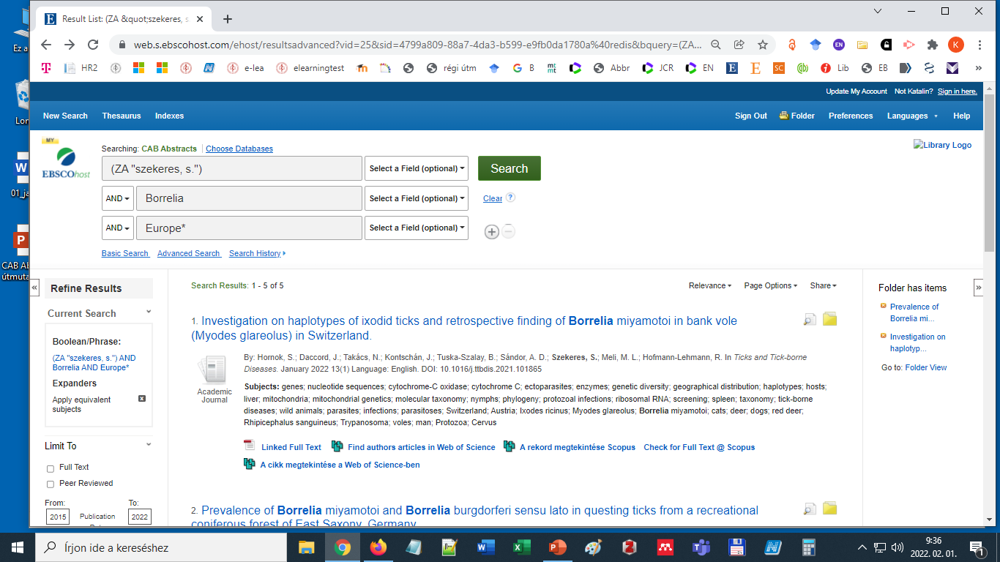 Result List: (ZA &quot;szekeres, s
web.s.ebscohost.com/ehost/resultsadvanced?vid=25&sid=4799a809-88a7-4da3-b599-e9fb0da1780a%40redis&bquery=(ZA...
EN
K
HR2
e-lea
elearningtest
régi útm
G B
mt mt
Abbr
JCR
EN
SC
Lib
EB
»
Update My Account Not Katalin? Sign in here.
New Search Thesaurus Indexes
Sign Out Folder Preferences Languages Help
MY
EBSCOhost
Searching: CAB Abstracts Choose Databases
Library Logo
(ZA "szekeres, s.") Select a Field (optional) Search
AND Borrelia Select a Field (optional) Clear ?
AND Europe* Select a Field (optional)
Basic Search Advanced Search Search History
«
Refine Results
Current Search
Boolean/Phrase:
(ZA "szekeres, s.") AND
Borrelia AND Europe*
Expanders
Apply equivalent
subjects
Limit To
Full Text
Peer Reviewed
From: To:
2015 Publication 2022
Search Results: 1 - 5 of 5
Relevance Page Options Share
1. Investigation on haplotypes of ixodid ticks and retrospective finding of Borrelia miyamotoi in bank vole
(Myodes glareolus) in Switzerland.
Academic
Journal
By: Hornok, S.; Daccord, J.; Takács, N.; Kontschán, J.; Tuska-Szalay, B.; Sándor, A. D.; Szekeres, S.; Meli, M. L.; Hofmann-Lehmann, R. In Ticks and Tick-borne
Diseases. January 2022 13(1) Language: English. DOI: 10.1016/j.ttbdis.2021.101865
Subjects: genes; nucleotide sequences; cytochrome-C oxidase; cytochrome C; ectoparasites; enzymes; genetic diversity; geographical distribution; haplotypes; hosts;
liver; mitochondria; mitochondrial genetics; molecular taxonomy; nymphs; phylogeny; protozoal infections; ribosomal RNA; screening; spleen; taxonomy; tick-borne
diseases; wild animals; parasites; infections; parasitoses; Switzerland; Austria; Ixodes ricinus; Myodes glareolus; Borrelia miyamotoi; cats; deer; dogs; red deer;
Rhipicephalus sanguineus; Trypanosoma; voles; man; Protozoa; Cervus
Linked Full Text Find authors articles in Web of Science A rekord megtekintése Scopus Check for Full Text @ Scopus
A cikk megtekintése a Web of Science-ben
2. Prevalence of Borrelia miyamotoi and Borrelia burgdorferi sensu lato in questing ticks from a recreational
coniferous forest of East Saxony, Germany
Folder has items
»
Prevalence of
Borrelia mi...
Investigation on
haplotyp...
Go to: Folder View
Ez a
Lor
W
01_ja
P
CAB Al
útmuta
Írjon ide a kereséshez
9:36
2022. 02. 01.
1